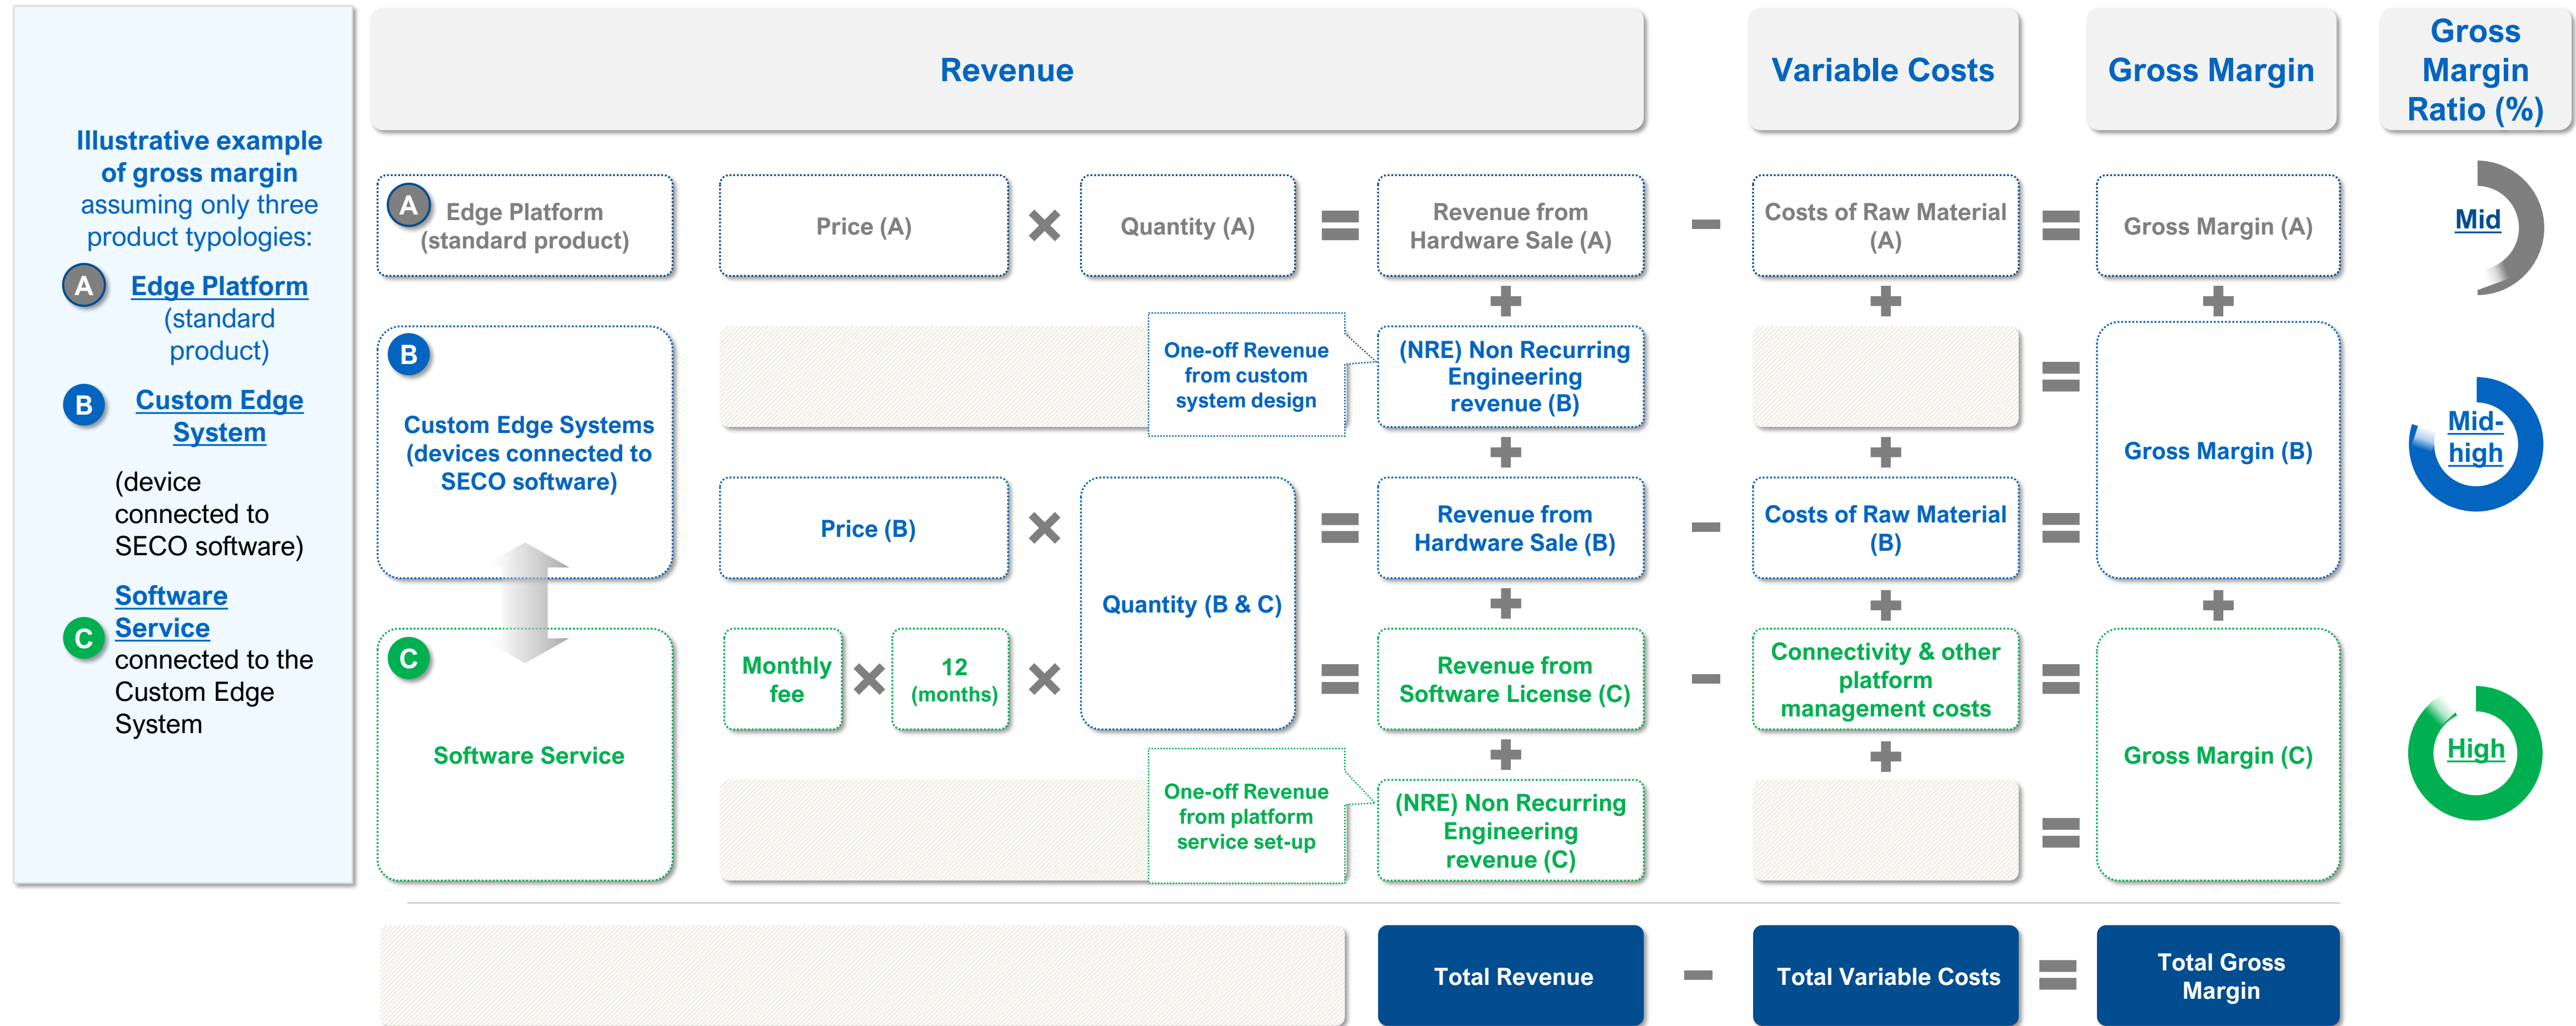 Illustrative example
of gross margin
assuming only three
product typologies:
A
Edge Platform
(standard
product)
B
Custom Edge
System
(device
connected to
SECO software)
C
Software
Service
connected to the
Custom Edge
System
Revenue
Variable Costs
Gross Margin
Gross
Margin
Ratio (%)
A
Edge Platform
(standard product)
Price (A)
×
Quantity (A)
=
Revenue from
Hardware Sale (A)
-
Costs of Raw Material
(A)
=
Gross Margin (A)
Mid
+
+
+
B
Custom Edge Systems
(devices connected to
SECO software)
One-off Revenue
from custom
system design
(NRE) Non Recurring
Engineering
revenue (B)
=
Gross Margin (B)
Mid-
high
+
+
Price (B)
×
Quantity (B & C)
=
Revenue from
Hardware Sale (B)
-
Costs of Raw Material
(B)
=
+
+
+
C
Software Service
Monthly
fee
×
12
(months)
×
=
Revenue from
Software License (C)
-
Connectivity & other
platform
management costs
=
Gross Margin (C)
High
+
+
One-off Revenue
from platform
service set-up
(NRE) Non Recurring
Engineering
revenue (C)
=
Total Revenue
-
Total Variable Costs
=
Total Gross
Margin